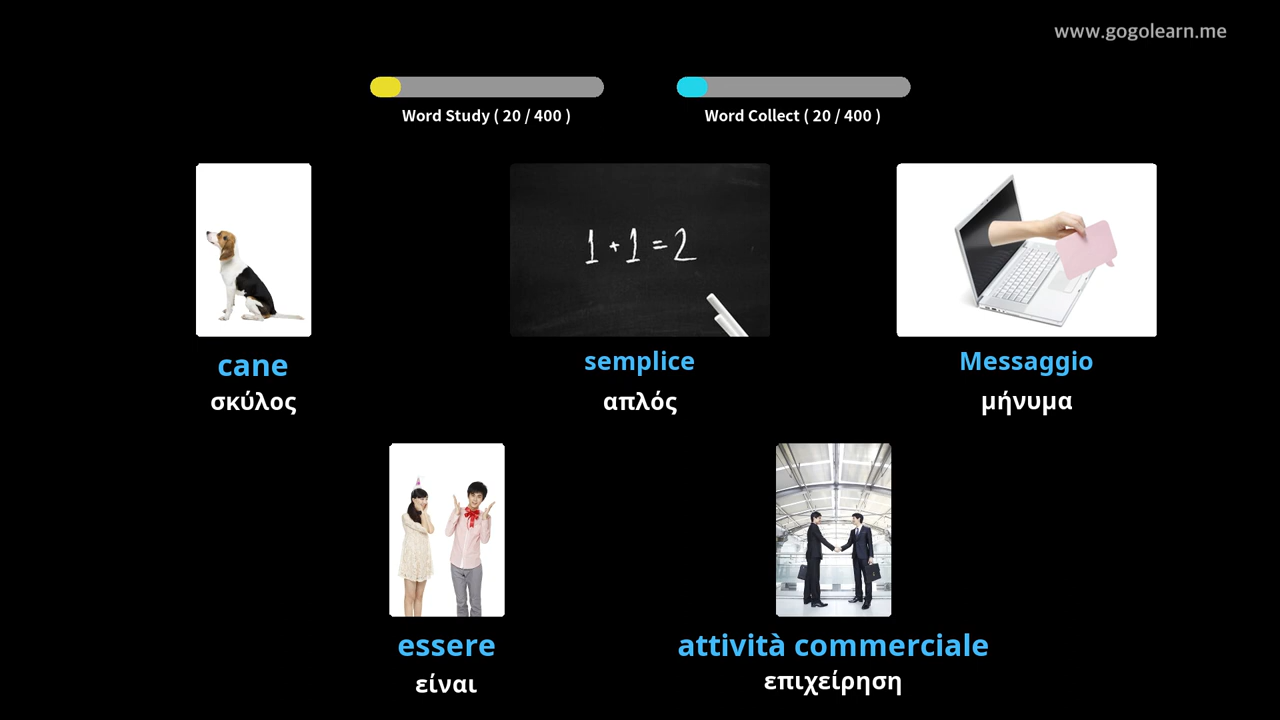 www.gogolearn.me
Word Study ( 20 / 400 )
Word Collect ( 20 / 400 )
1 + 1 = 2
cane
σκύλος
semplice
απλός
Messaggio
μήνυμα
essere
είναι
attività commerciale
επιχείρηση